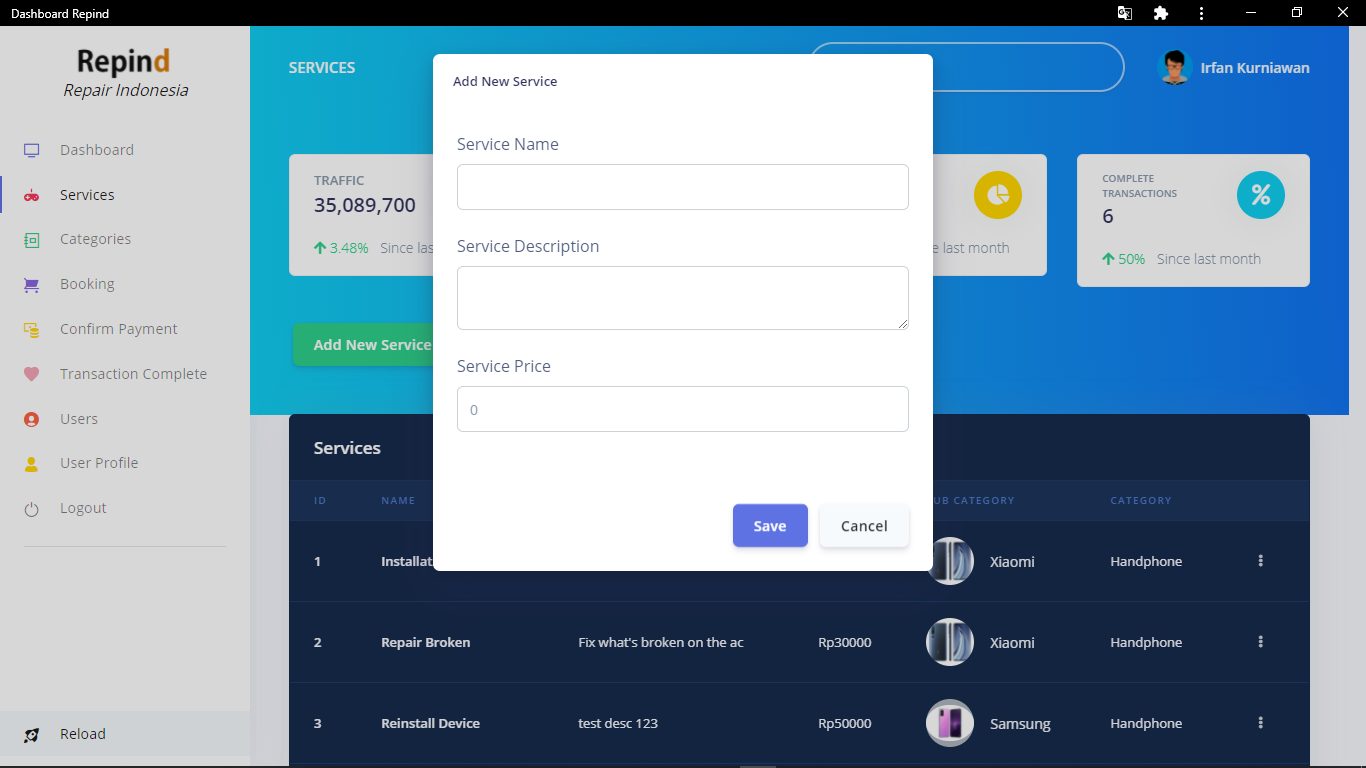 Dashboard Repind
Repind
Repair Indonesia
Dashboard
Services
Categories
Booking
Confirm Payment
Transaction Complete
Users
User Profile
Logout
Reload
SERVICES
Irfan Kurniawan
TRAFFIC
35,089,700
3.48% Since las
e last month
COMPLETE
TRANSACTIONS
6
50% Since last month
%
Add New Service
Add New Service
Service Name
Service Description
Service Price
0
Save
Cancel
Services
ID NAME UB CATEGORY CATEGORY
1 Installat Xiaomi Handphone
2 Repair Broken Fix what's broken on the ac Rp30000 Xiaomi Handphone
3 Reinstall Device test desc 123 Rp50000 Samsung Handphone